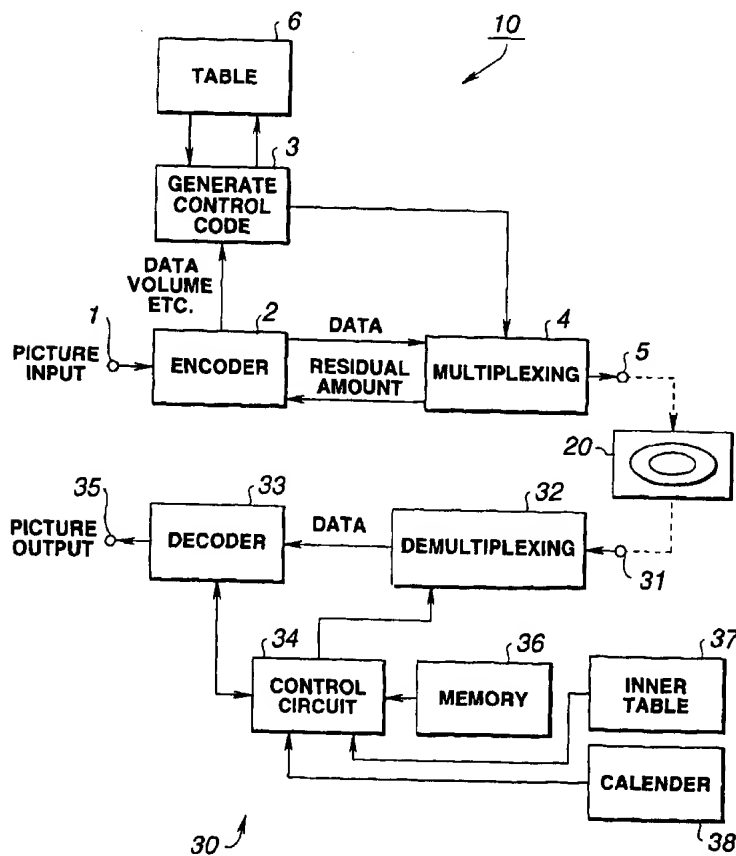 6
10
TABLE
3
GENERATE
CONTROL
CODE
DATA
VOLUME
ETC.
1
2
DATA
4
5
PICTURE
INPUT
ENCODER
RESIDUAL
AMOUNT
MULTIPLEXING
20
35
33
32
PICTURE
OUTPUT
DECODER
DATA
DEMULTIPLEXING
31
34
36
37
CONTROL
CIRCUIT
MEMORY
INNER
TABLE
CALENDER
30
38